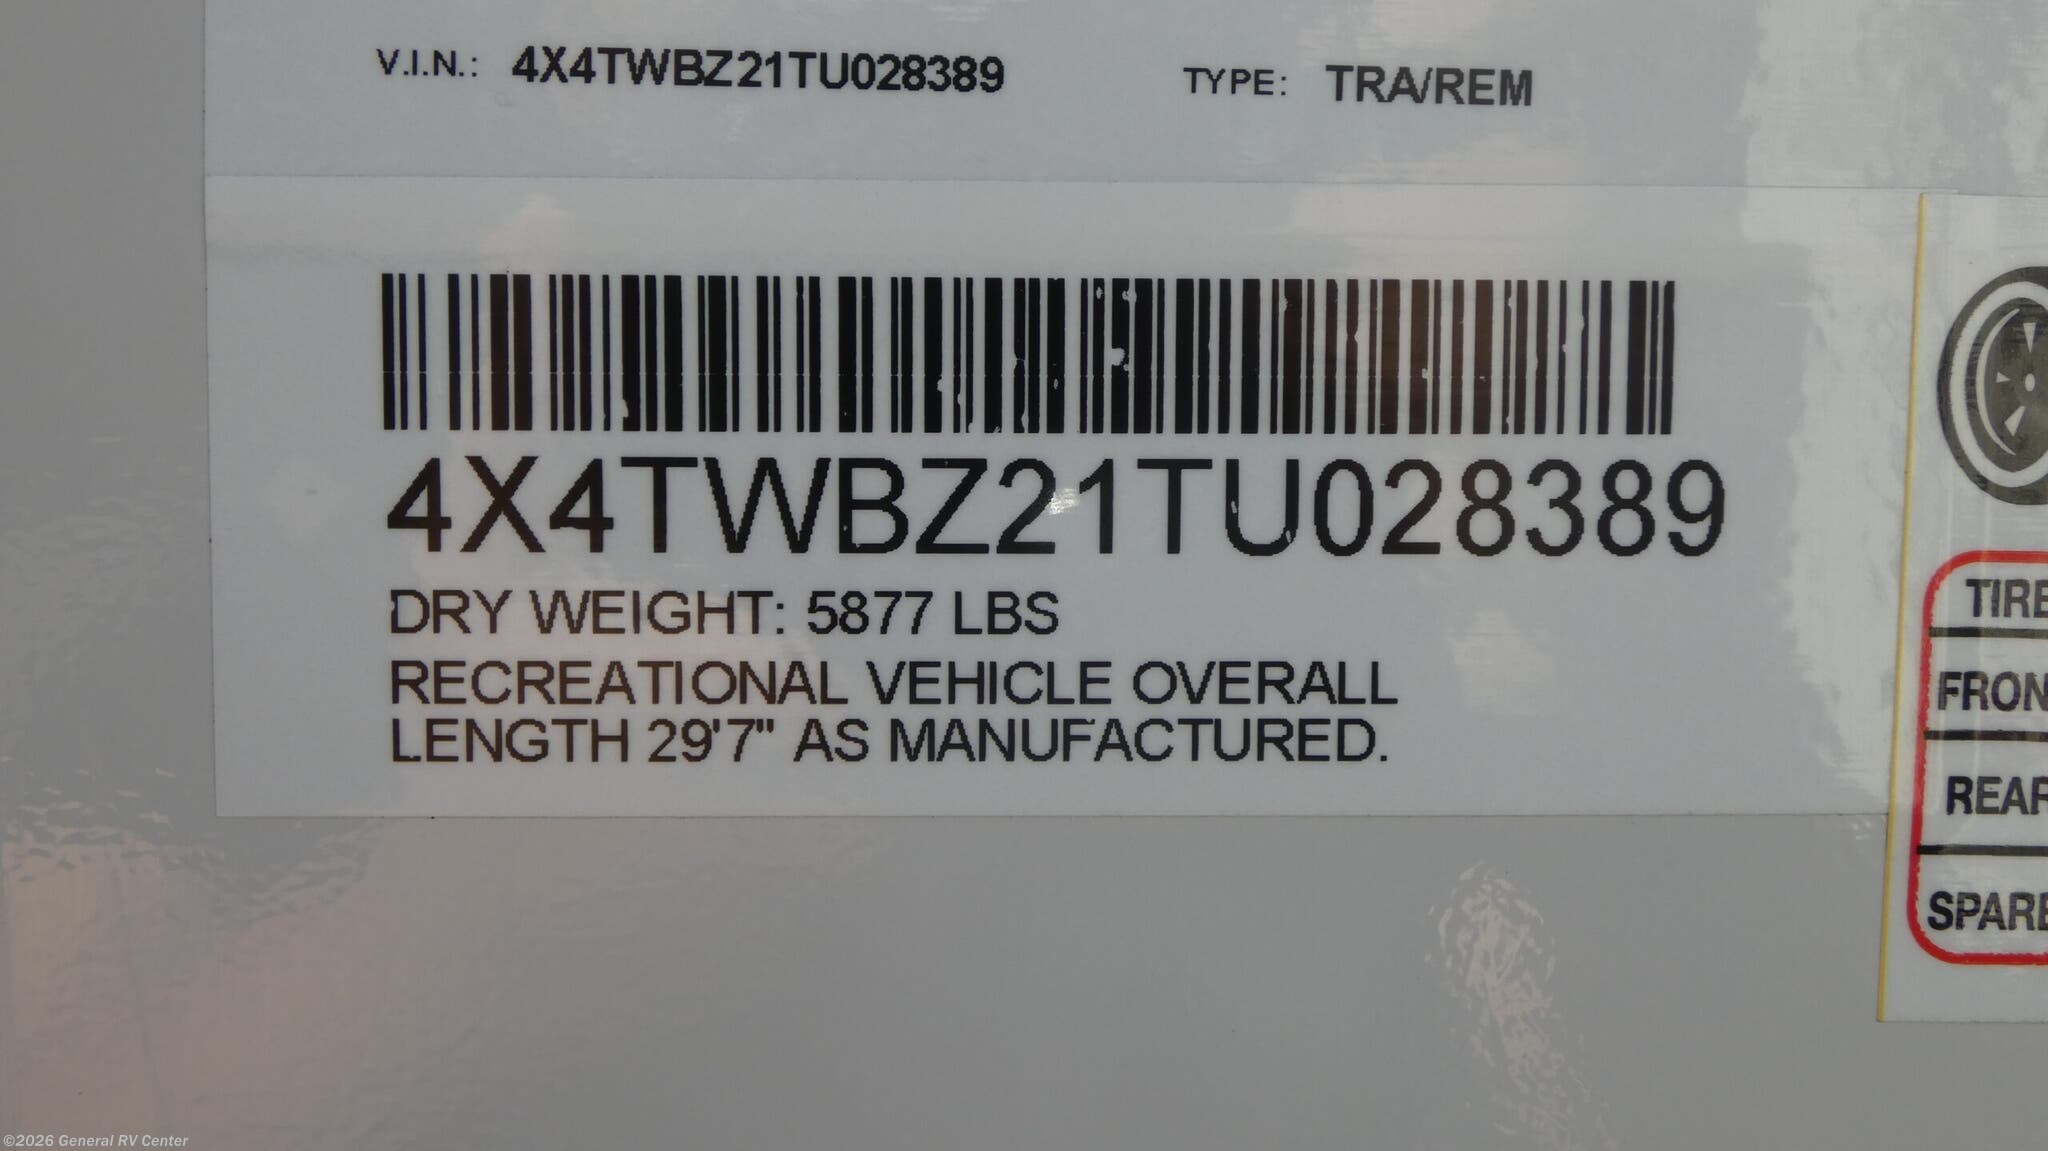 V.I.N.: 4X4TWBZ21TU028389 TYPE: TRA/REM
4X4TWBZ21TU028389
DRY WEIGHT: 5877 LBS
RECREATIONAL VEHICLE OVERALL
LENGTH 29'7" AS MANUFACTURED.
TIRE
FRON
REAR
SPARE
©2026 General RV Center